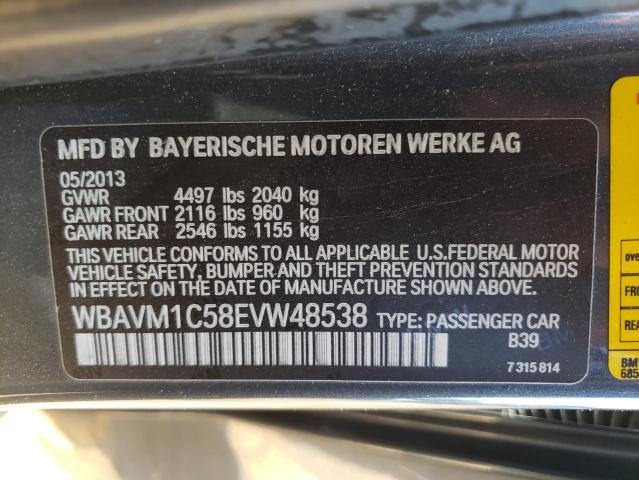 MFD BY BAYERISCHE MOTOREN WERKE AG
05/2013
GVWR 4497 lbs 2040 kg
GAWR FRONT 2116 lbs 960 kg
GAWR REAR 2546 lbs 1155 kg
THIS VEHICLE CONFORMS TO ALL APPLICABLE U.S.FEDERAL MOTOR
VEHICLE SAFETY, BUMPER AND THEFT PREVENTION STANDARDS
IN EFFECT ON THE DATE OF MANUFACTURE SHOWN ABOVE.
WBAVM1C58EVW48538 TYPE: PASSENGER CAR
B39
7 315 814